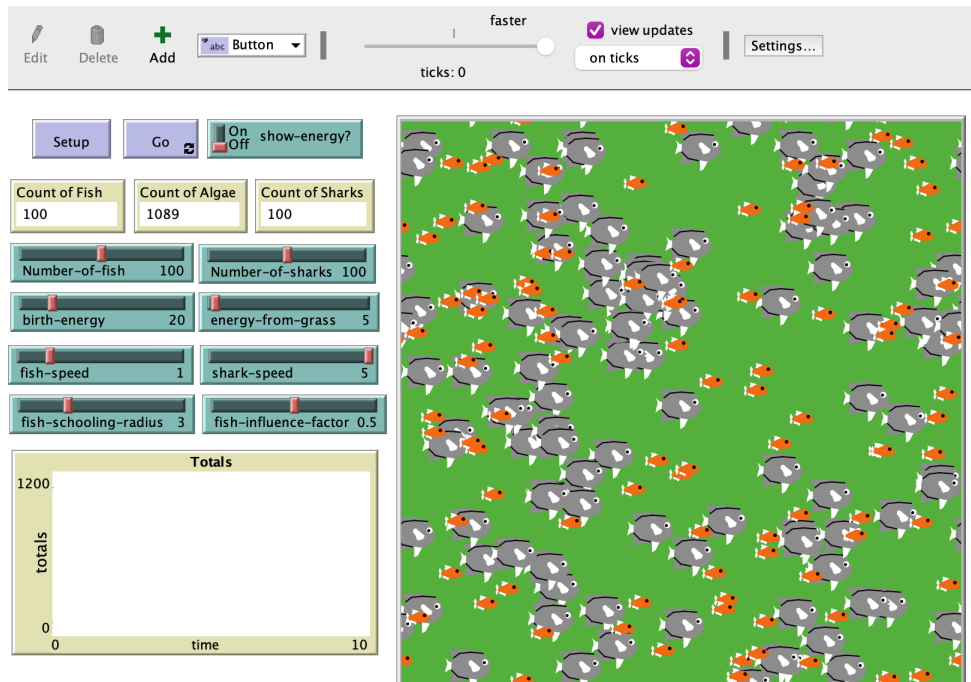 faster
Edit
Delete
Add
abc Button
ticks: 0
view updates
on ticks
Settings...
Setup
Go
On
Off
show-energy?
Count of Fish
100
Count of Algae
1089
Count of Sharks
100
Number-of-fish 100
Number-of-sharks 100
birth-energy 20
energy-from-grass 5
fish-speed 1
shark-speed 5
fish-schooling-radius 3
fish-influence-factor 0.5
Totals
1200
totals
0
0 time 10